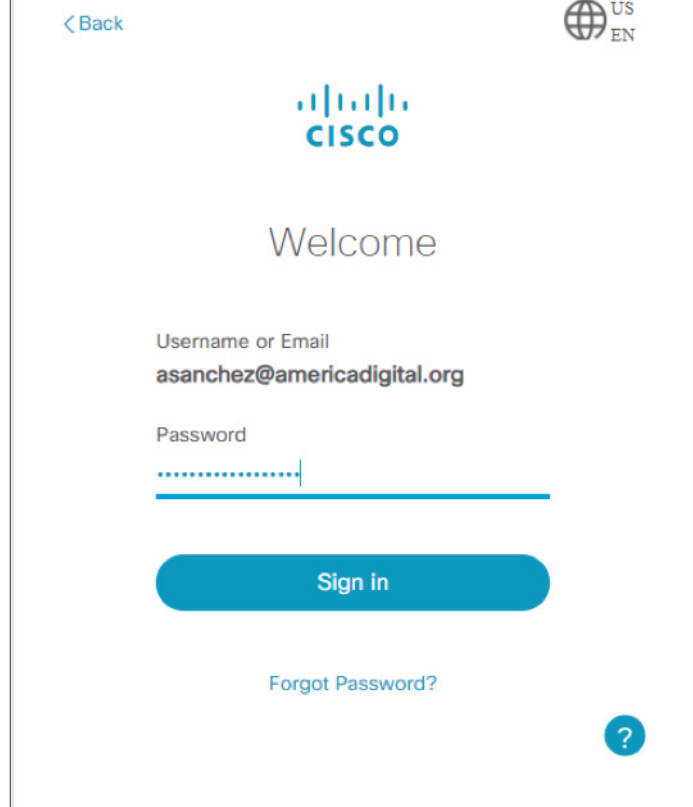 < Back
US
EN
CISCO
Welcome
Username or Email
asanchez@americadigital.org
Password
••••••••••••••••••
Sign in
Forgot Password?
?